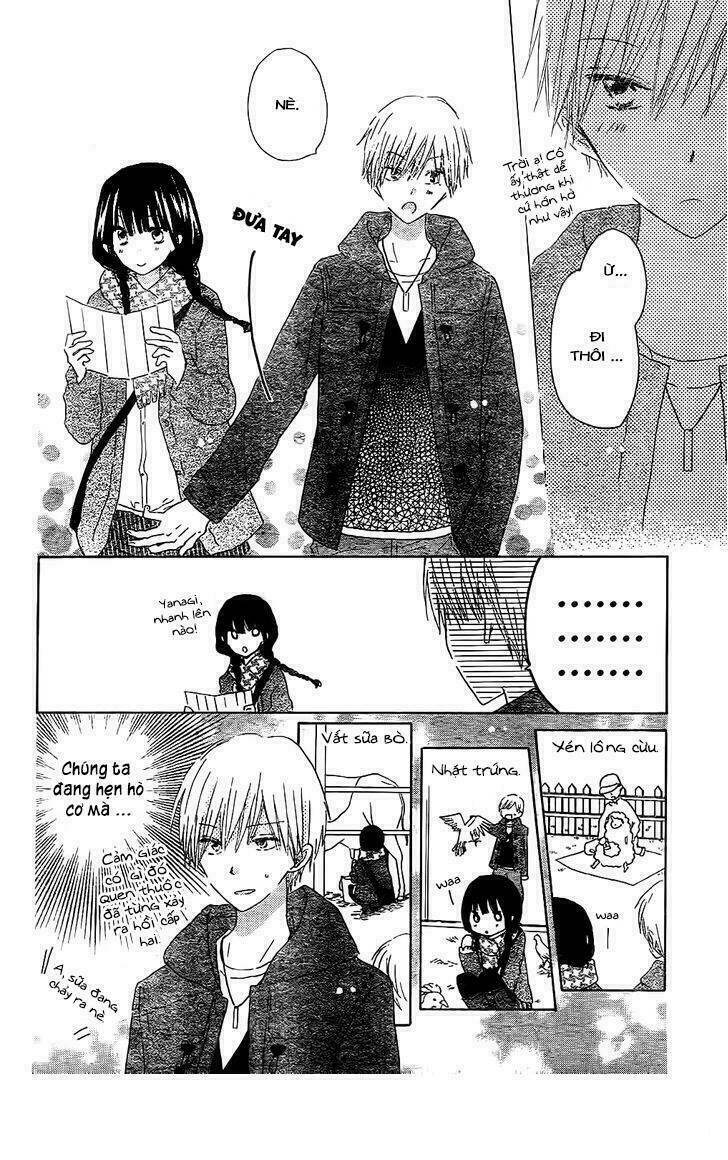 Trời ạ! Cô
ấy thật dễ
thương khi
cứ hớn hở
như vậy!
Ừ...
ĐI
THÔI ...
NÈ.
ĐƯA TAY
.......
.......
.......
Yanagi,
nhanh lên
nào!
Xén lông cừu.
waa
Nhặt trứng.
waa
Vắt sữa bò.
Chúng ta
đang hẹn hò
cơ mà ...
Cảm Giác
có gì đó
quen thuộc
đã từng xảy
ra hồi cấp
hai.
A, sữa đang
chảy ra nè.